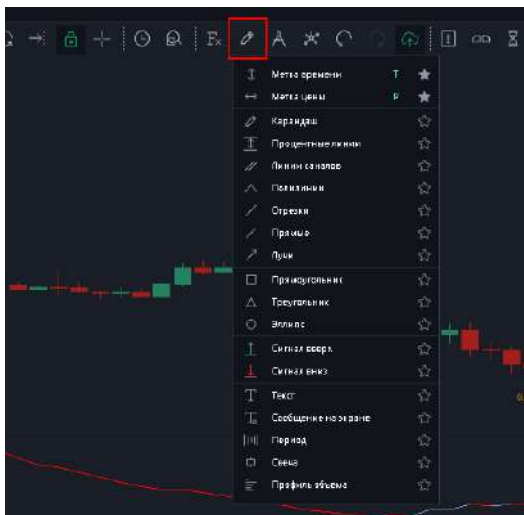 Fx
Метка времени T
Метка цены P
Карандаш
Процентные линии
Линии каналов
Полилинии
Отрезки
Прямые
Лучи
Прямоугольник
Треугольник
Эллипс
Сигнал вверх
Сигнал вниз
Текст
Сообщение на экране
Период
Свеча
Профиль объема